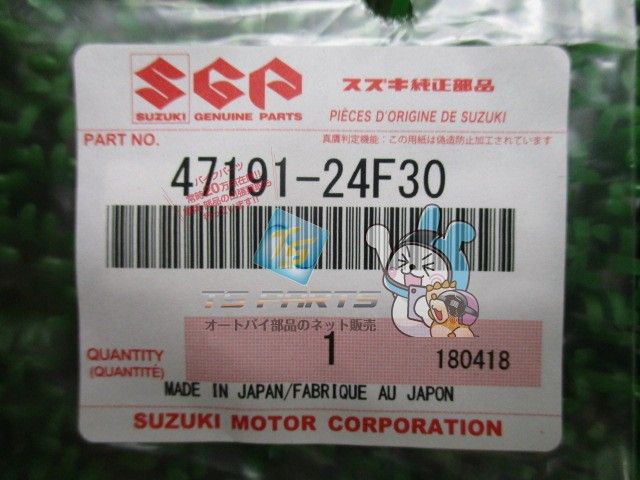 SGP
SUZUKI GENUINE PARTS
スズキ純正部品
PIÈCES D'ORIGINE DE SUZUKI
PART NO.
真贋判定機能:この用紙は偽造防止加工されています
47191-24F30
TS PARTS
オートバイ部品のネット販売
QUANTITY
(QUANTITÉ)
1
180418
MADE IN JAPAN/FABRIQUE AU JAPON
SUZUKI MOTOR CORPORATION